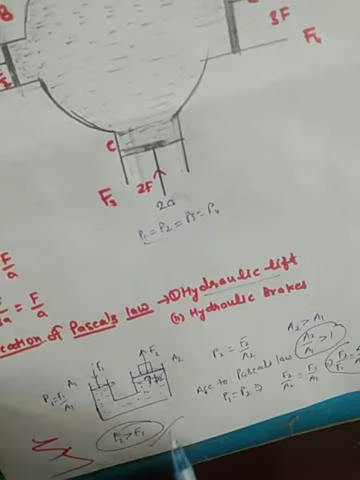 B
3F
F₄
C
F₃
2F
2a
P₁ = P₂ = P₃ = P₄
F/a
= F/a
cation of Pascals law → (i) Hydraulic lift
(ii) Hydraulic Brakes
A₂ > A₁
A₂/A₁ > 1
F₁
F₂
A₁
A₂
P₁ = F₁/A₁
P₂ = F₂/A₂
Acc to Pascals law
P₁ = P₂ ⇒ F₂/A₂ = F₁/A₁
F₂ > F₁